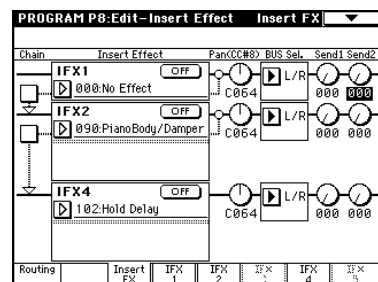 PROGRAM P8:Edit-Insert Effect Insert FX
Chain Insert Effect Pan(CC#8) BUS Sel. Send1 Send2
IFX1 OFF
000:No Effect L/R
C064 000 000
IFX2 OFF
090:PianoBody/Damper L/R
C064 000 000
IFX4 OFF
102:Hold Delay L/R
C064 000 000
Routing Insert FX IFX 1 IFX 2 IFX 3 IFX 4 IFX 5